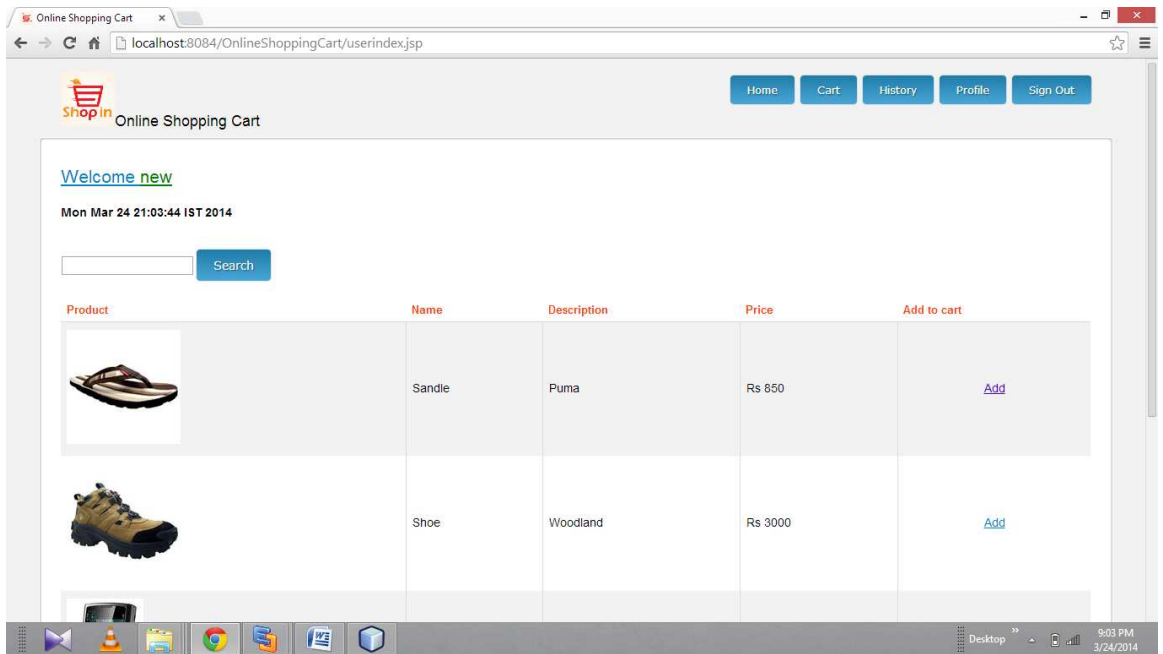 Online Shopping Cart
localhost:8084/OnlineShoppingCart/userindex.jsp
Shop in
Online Shopping Cart
Home Cart History Profile Sign Out
Welcome new
Mon Mar 24 21:03:44 IST 2014
Search
Product Name Description Price Add to cart
Sandle Puma Rs 850 Add
Shoe Woodland Rs 3000 Add
Desktop
9:03 PM
3/24/2014